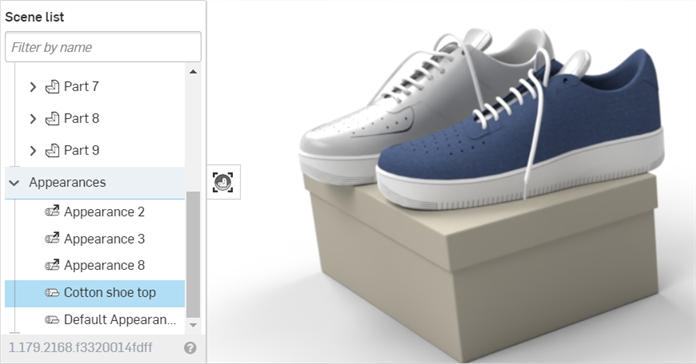 Scene list
Filter by name
Part 7
Part 8
Part 9
Appearances
Appearance 2
Appearance 3
Appearance 8
Cotton shoe top
Default Appearan...
1.179.2168.f3320014fdff
?